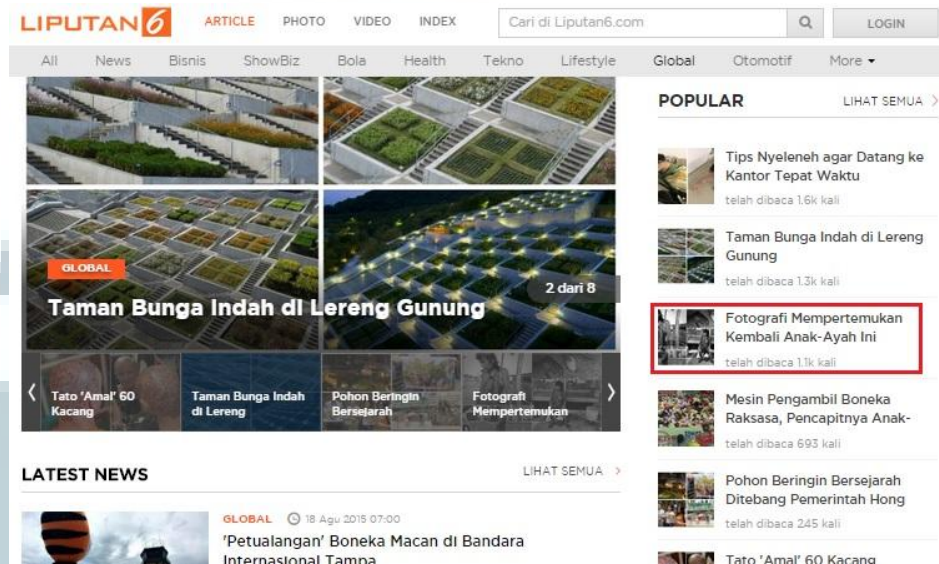 LIPUTAN6
ARTICLE PHOTO VIDEO INDEX
Cari di Liputan6.com
LOGIN
All News Bisnis ShowBiz Bola Health Tekno Lifestyle Global Otomotif More
GLOBAL
2 dari 8
Taman Bunga Indah di Lereng Gunung
Tato 'Amal' 60
Kacang
Taman Bunga Indah
di Lereng
Pohon Beringin
Bersejarah
Fotografi
Mempertemukan
LATEST NEWS
LIHAT SEMUA
GLOBAL 18 Agu 2015 07:00
'Petualangan' Boneka Macan di Bandara
Internasional Tampa
POPULAR
LIHAT SEMUA
Tips Nyeleneh agar Datang ke
Kantor Tepat Waktu
telah dibaca 1.6k kali
Taman Bunga Indah di Lereng
Gunung
telah dibaca 1.3k kali
Fotografi Mempertemukan
Kembali Anak-Ayah Ini
telah dibaca 1.1k kali
Mesin Pengambil Boneka
Raksasa, Pencapitnya Anak-
telah dibaca 693 kali
Pohon Beringin Bersejarah
Ditebang Pemerintah Hong
telah dibaca 245 kali
Tato 'Amal' 60 Kacang